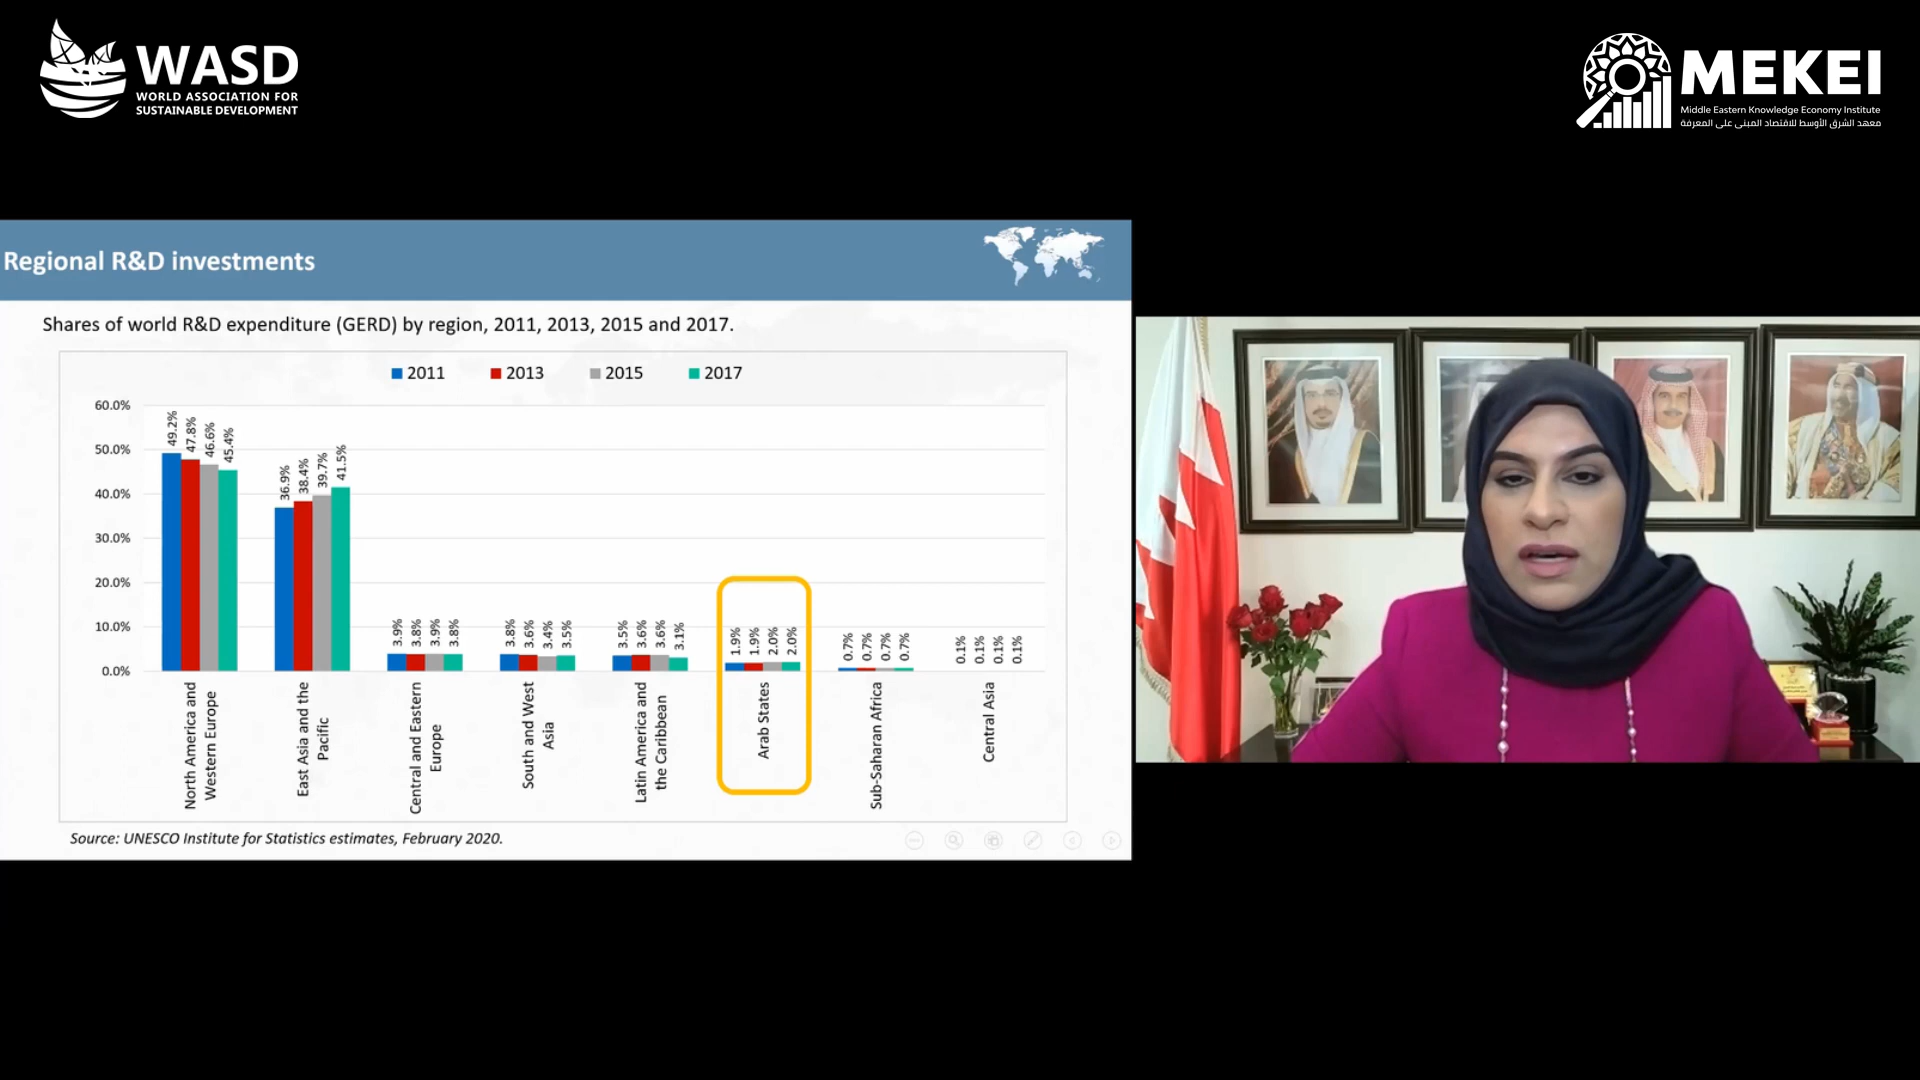 WASD
WORLD ASSOCIATION FOR
SUSTAINABLE DEVELOPMENT
MEKEI
Middle Eastern Knowledge Economy Institute
معهد الشرق الأوسط للاقتصاد المبني على المعرفة
Regional R&D investments
Shares of world R&D expenditure (GERD) by region, 2011, 2013, 2015 and 2017.
2011 2013 2015 2017
60.0%
50.0%
40.0%
30.0%
20.0%
10.0%
0.0%
49.2% 47.8% 46.6% 45.4%
36.9% 38.4% 39.7% 41.5%
3.9% 3.8% 3.9% 3.8%
3.8% 3.6% 3.4% 3.5%
3.5% 3.6% 3.6% 3.1%
1.9% 1.9% 2.0% 2.0%
0.7% 0.7% 0.7% 0.7%
0.1% 0.1% 0.1% 0.1%
North America and
Western Europe
East Asia and the
Pacific
Central and Eastern
Europe
South and West
Asia
Latin America and
the Caribbean
Arab States
Sub-Saharan Africa
Central Asia
Source: UNESCO Institute for Statistics estimates, February 2020.